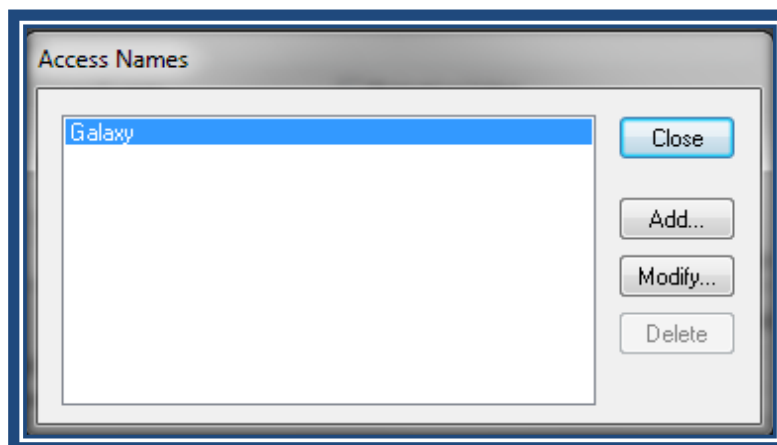 Access Names
Galaxy
Close
Add...
Modify...
Delete